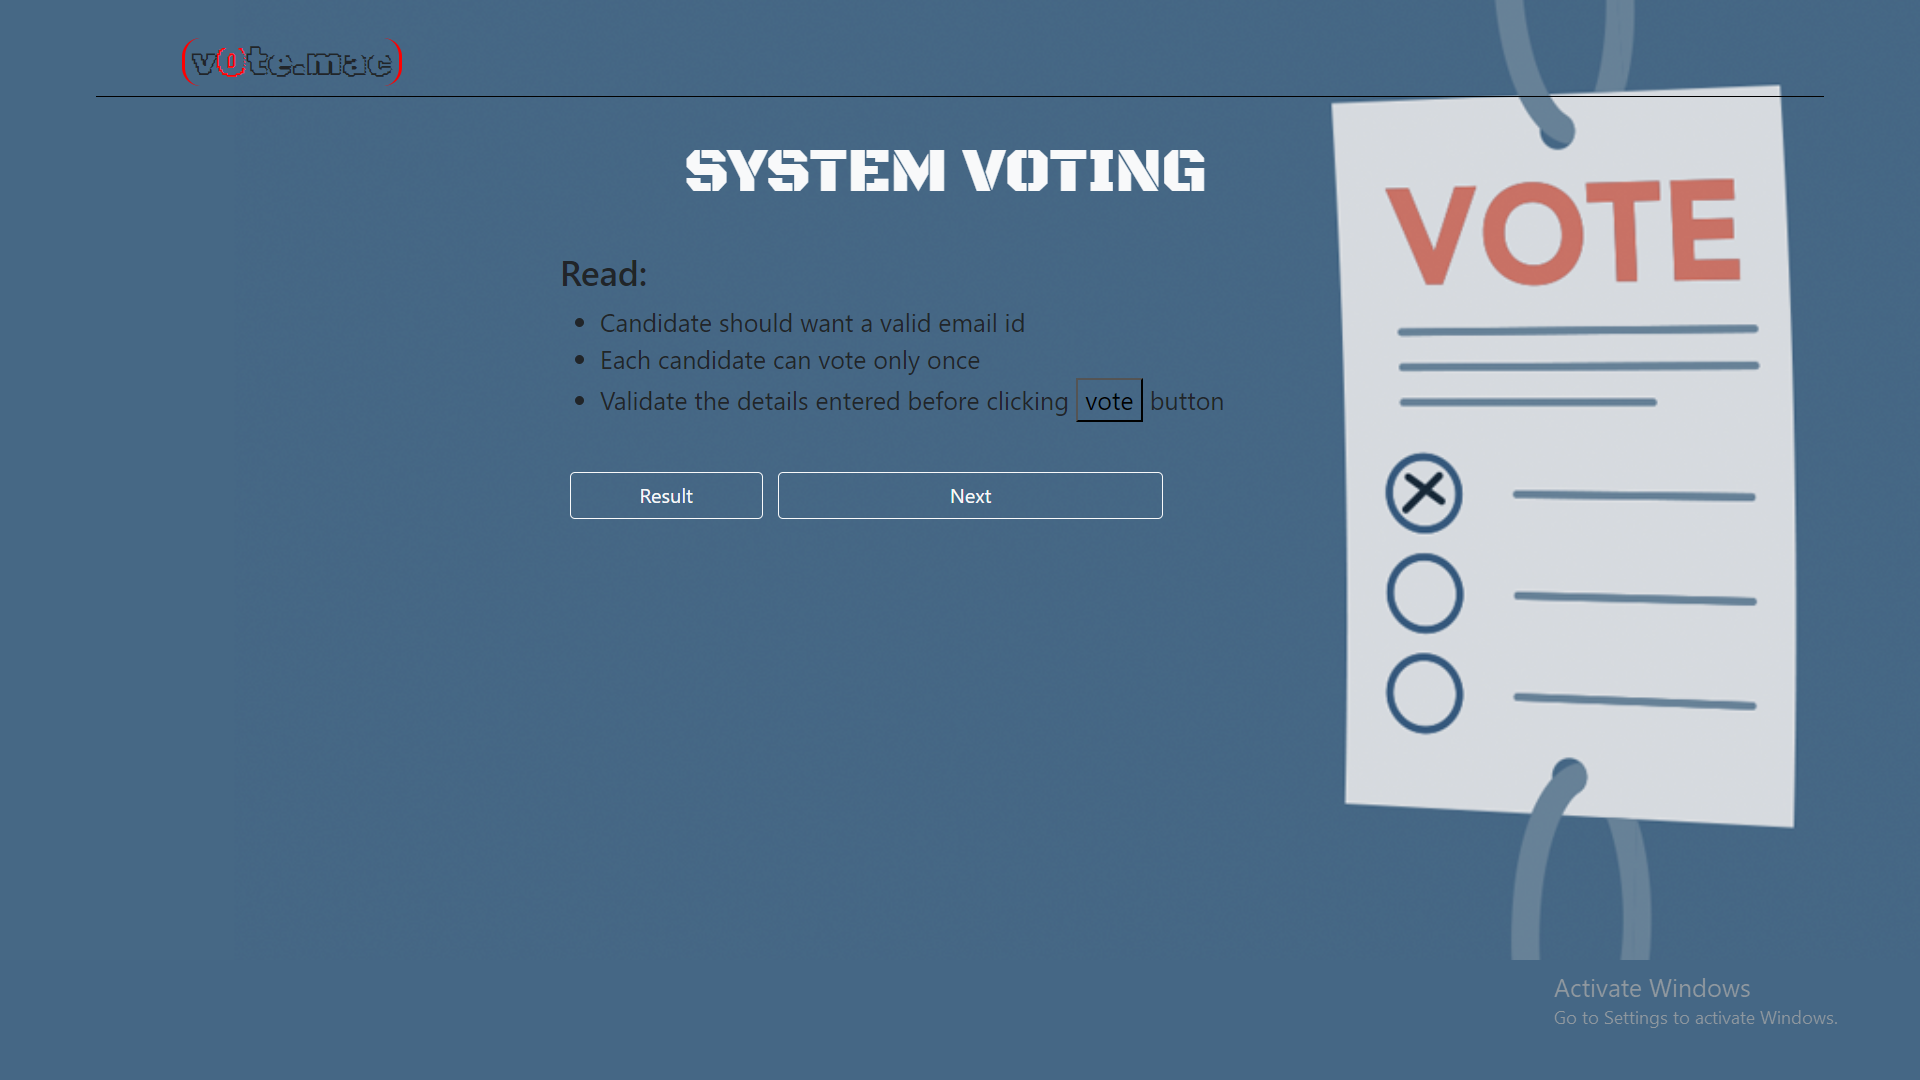 (vote.mac)
SYSTEM VOTING
Read:
Candidate should want a valid email id
Each candidate can vote only once
Validate the details entered before clicking vote button
Result Next
VOTE
Activate Windows
Go to Settings to activate Windows.